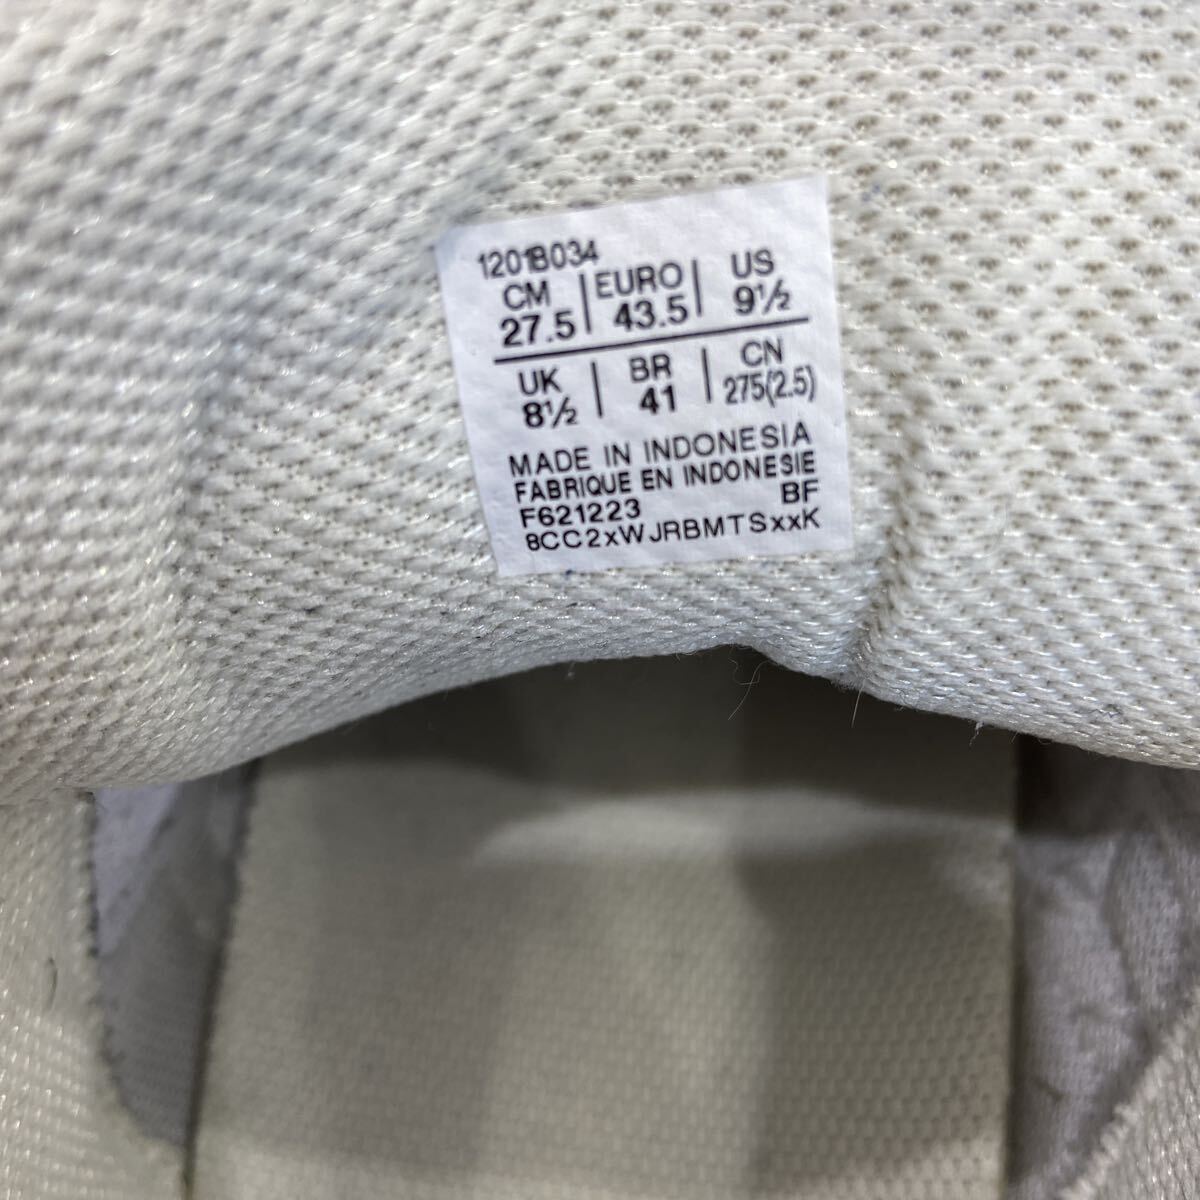 1201B034
CM EURO US
27.5 43.5 9½
UK BR CN
8½ 41 275(2.5)
MADE IN INDONESIA
FABRIQUE EN INDONESIE
F621223 BF
8CC2xWJRBMTSxxK